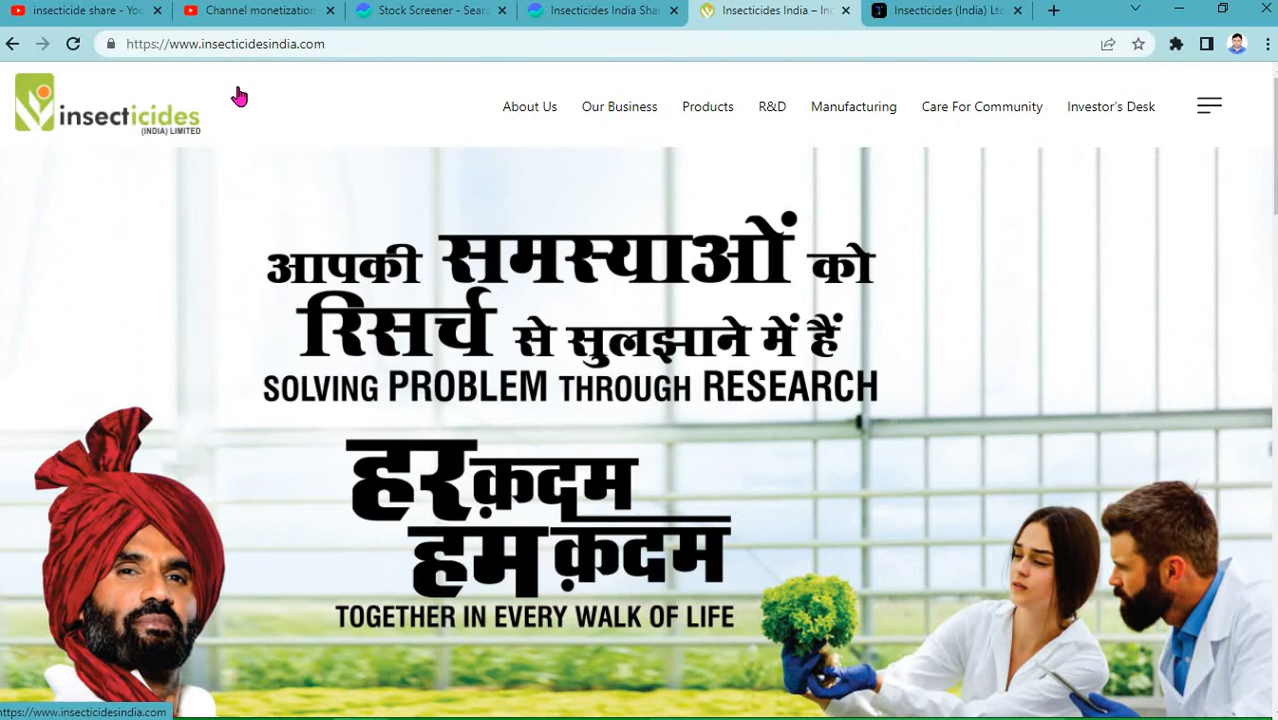 insecticide share - You
Channel monetization
Stock Screener - Sear
Insecticides India Sha
Insecticides India – In
Insecticides (India) Lt
https://www.insecticidesindia.com
insecticides
(INDIA) LIMITED
About Us
Our Business
Products
R&D
Manufacturing
Care For Community
Investor's Desk
आपकी समस्याओं को
रिसर्च से सुलझाने में हैं
SOLVING PROBLEM THROUGH RESEARCH
हर क़दम
हम क़दम
TOGETHER IN EVERY WALK OF LIFE
https://www.insecticidesindia.com